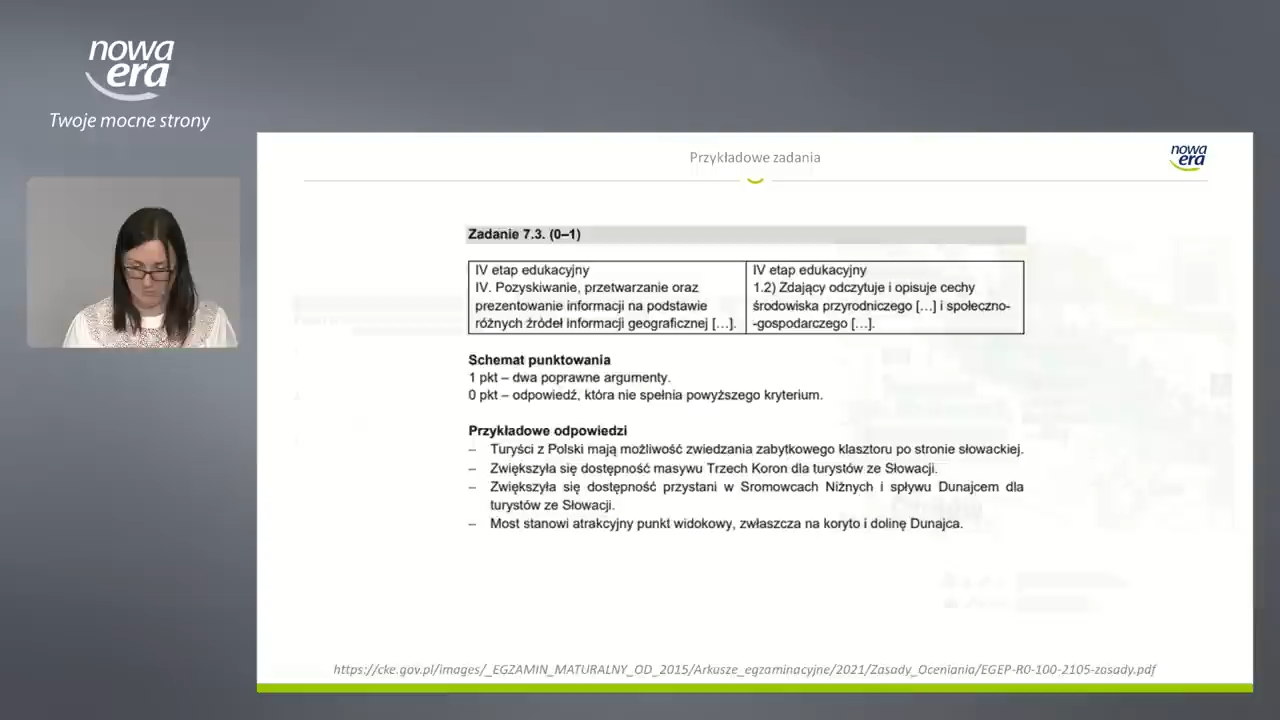 nowa
era
Twoje mocne strony
Przykładowe zadania
nowa
era
Zadanie 7.3. (0–1)
IV etap edukacyjny
IV. Pozyskiwanie, przetwarzanie oraz
prezentowanie informacji na podstawie
różnych źródeł informacji geograficznej […].
IV etap edukacyjny
1.2) Zdający odczytuje i opisuje cechy
środowiska przyrodniczego […] i społeczno-
-gospodarczego […].
Schemat punktowania
1 pkt – dwa poprawne argumenty.
0 pkt – odpowiedź, która nie spełnia powyższego kryterium.
Przykładowe odpowiedzi
– Turyści z Polski mają możliwość zwiedzania zabytkowego klasztoru po stronie słowackiej.
– Zwiększyła się dostępność masywu Trzech Koron dla turystów ze Słowacji.
– Zwiększyła się dostępność przystani w Sromowcach Niżnych i spływu Dunajcem dla
turystów ze Słowacji.
– Most stanowi atrakcyjny punkt widokowy, zwłaszcza na koryto i dolinę Dunajca.
https://cke.gov.pl/images/_EGZAMIN_MATURALNY_OD_2015/Arkusze_egzaminacyjne/2021/Zasady_Oceniania/EGEP-R0-100-2105-zasady.pdf